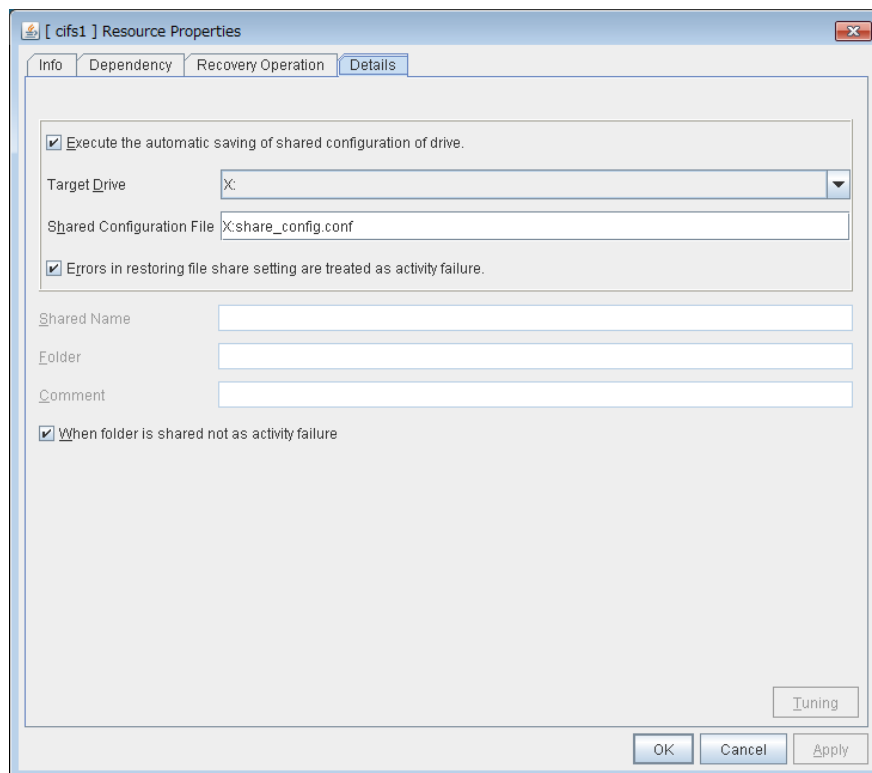 [ cifs1 ] Resource Properties
Info Dependency Recovery Operation Details
Execute the automatic saving of shared configuration of drive.
Target Drive X:
Shared Configuration File X:share_config.conf
Errors in restoring file share setting are treated as activity failure.
Shared Name
Folder
Comment
When folder is shared not as activity failure
Tuning
OK Cancel Apply